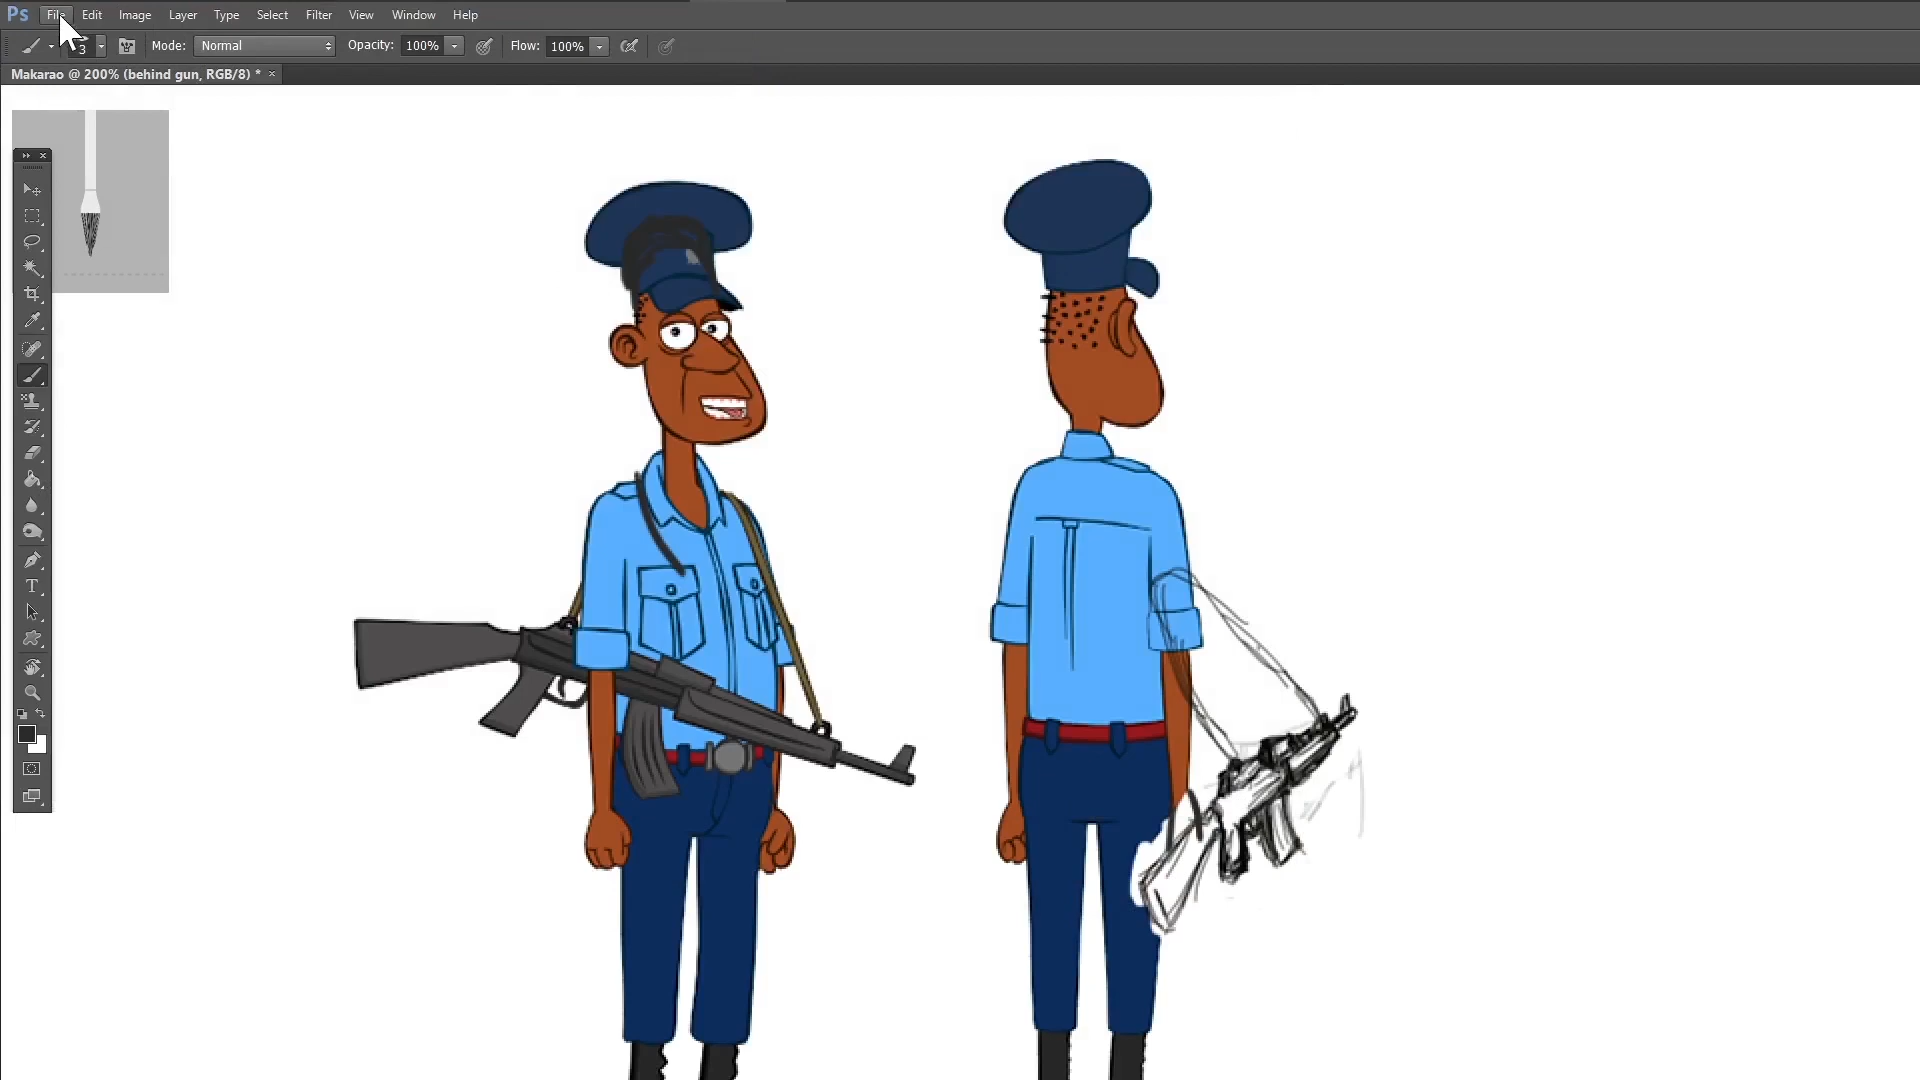 Ps File Edit Image Layer Type Select Filter View Window Help
3 Mode: Normal Opacity: 100% Flow: 100%
Makarao @ 200% (behind gun, RGB/8) * ×
T